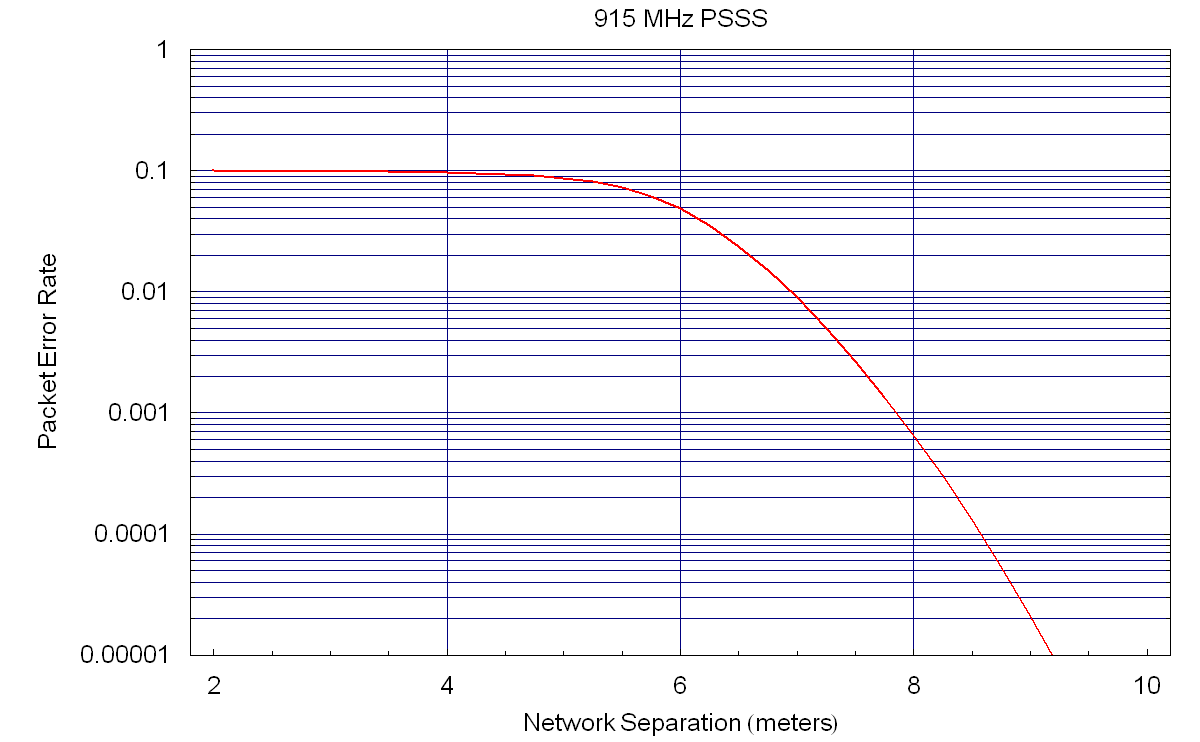 915 MHz PSSS
1
0.1
0.01
0.001
0.0001
0.00001
Packet Error Rate
2 4 6 8 10
Network Separation (meters)